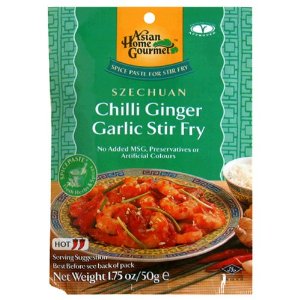 Asian
Home
Gourmet
SPICE PASTE FOR STIR FRY
SZECHUAN
Chilli Ginger
Garlic Stir Fry
No Added MSG, Preservatives or
Artificial Colours
HOT
Serving Suggestion
Best Before see back of pack
Net Weight 1.75 oz/50g e